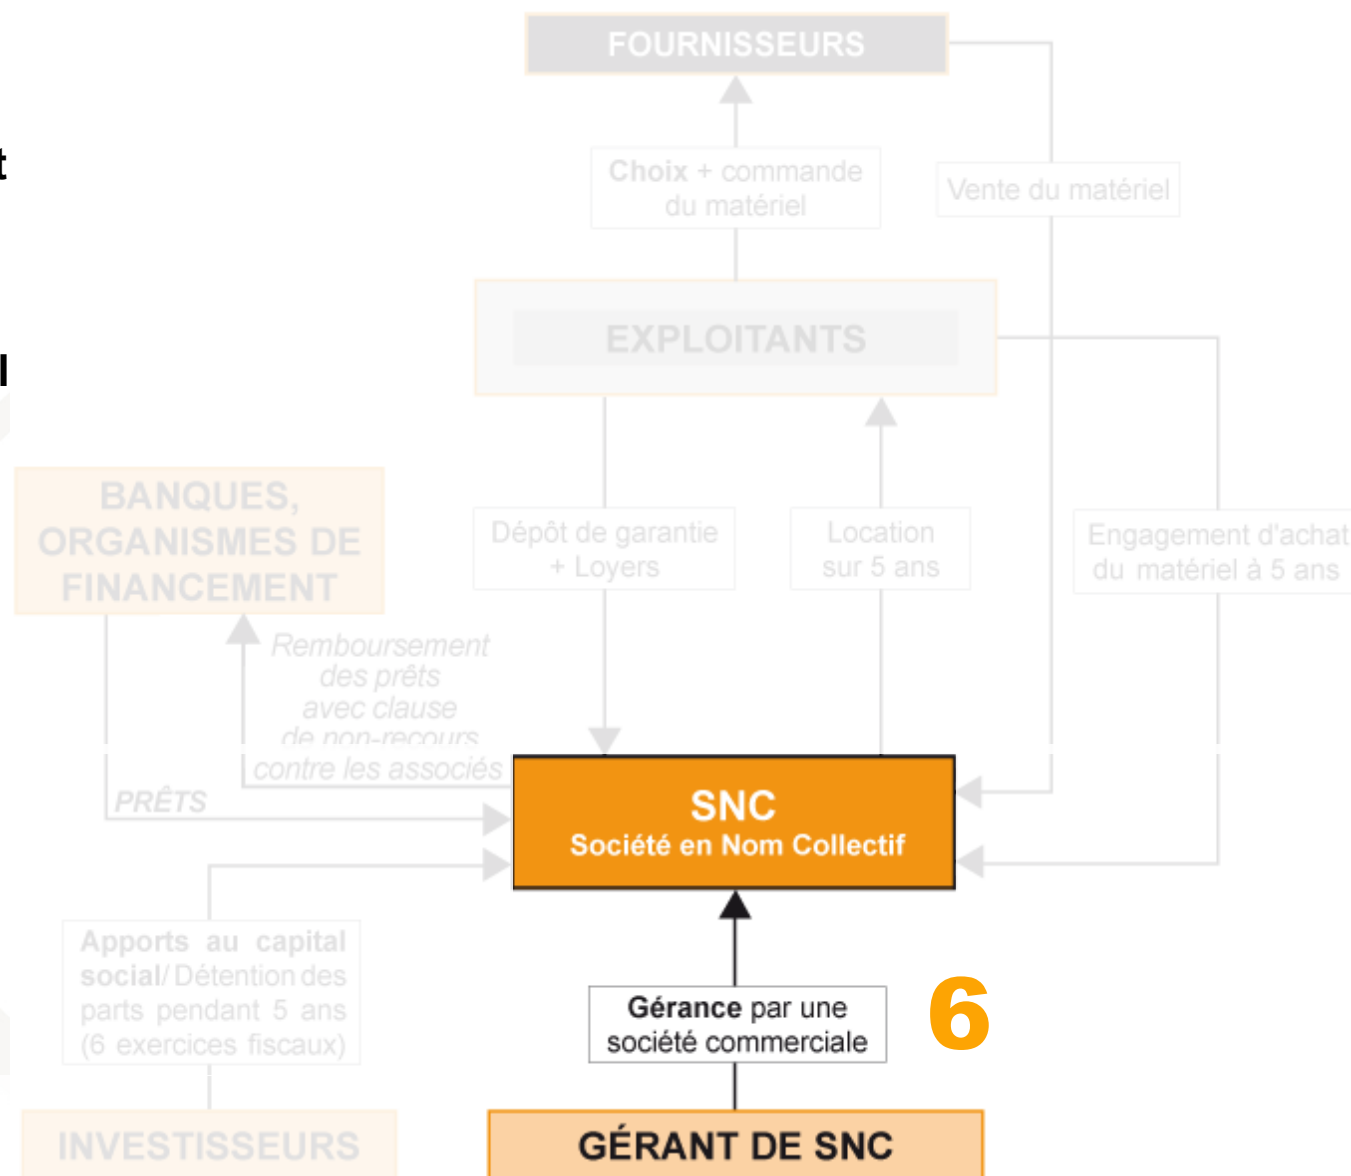 FOURNISSEURS
t
Choix + commande
du matériel
Vente du matériel
EXPLOITANTS
l
BANQUES,
ORGANISMES DE
FINANCEMENT
Dépôt de garantie
+ Loyers
Location
sur 5 ans
Engagement d'achat
du matériel à 5 ans
Remboursement
des prêts
avec clause
de non-recours
contre les associés
PRÊTS
SNC
Société en Nom Collectif
Apports au capital
social/ Détention des
parts pendant 5 ans
(6 exercices fiscaux)
Gérance par une
société commerciale
6
INVESTISSEURS
GÉRANT DE SNC